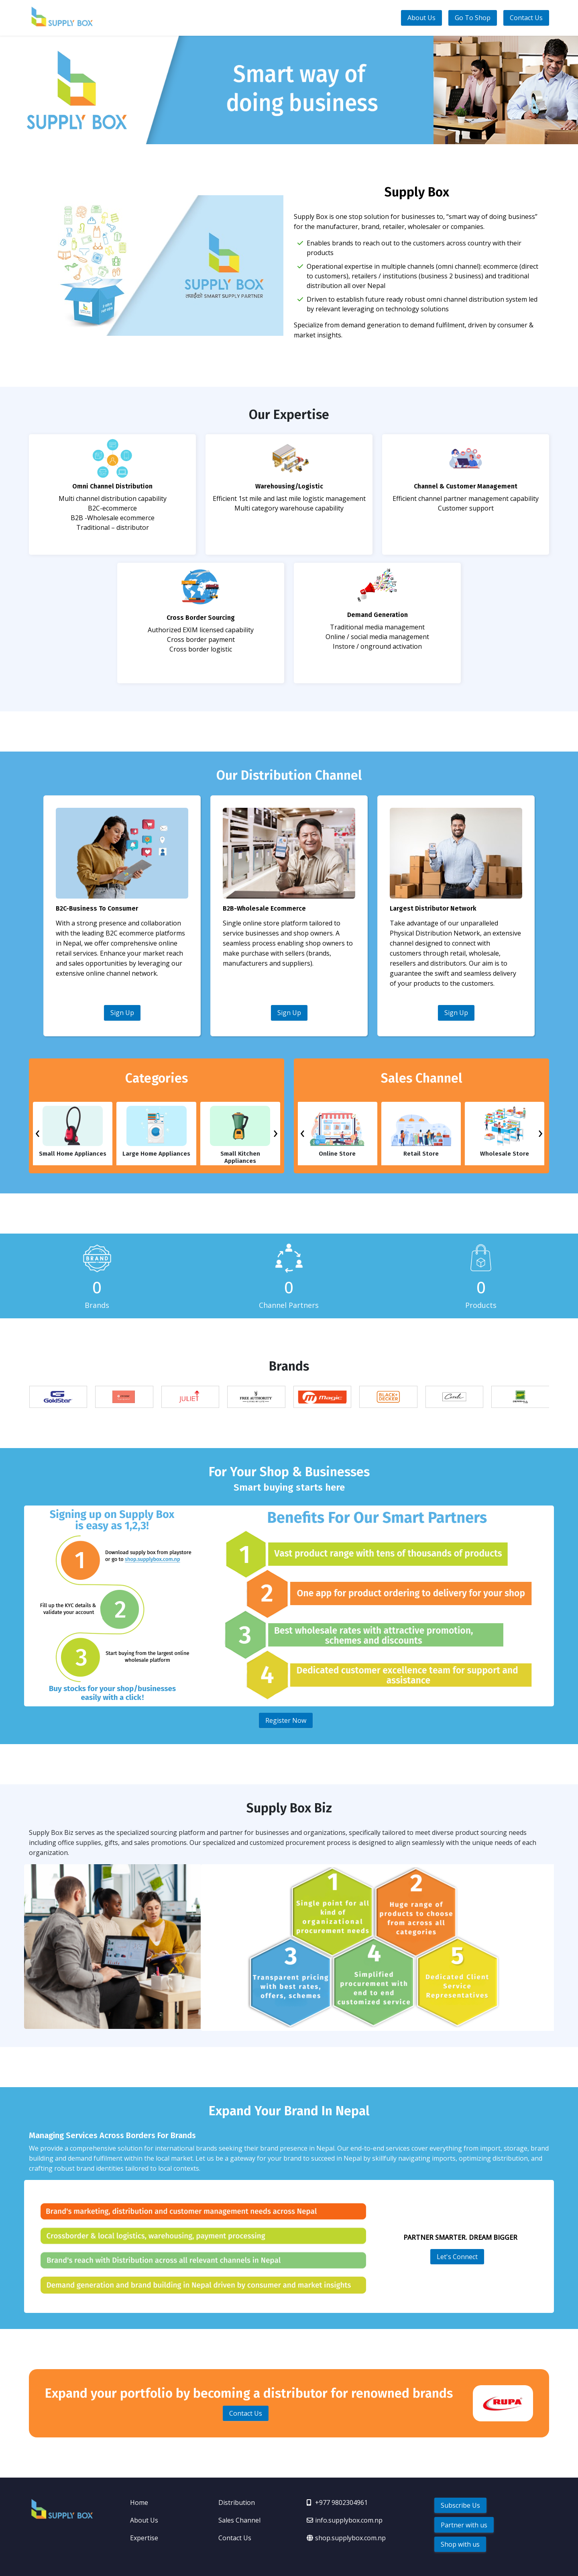 SUPPLY BOX
About Us
Go To Shop
Contact Us
SUPPLY BOX
Smart way of
doing business
SUPPLY BOX
SMART SUPPLY PARTNER
Supply Box
Supply Box is one stop solution for businesses to, "smart way of doing business"
for the manufacturer, brand, retailer, wholesaler or companies.
Enables brands to reach out to the customers across country with their
products
Operational expertise in multiple channels (omni channel): ecommerce (direct
to customers), retailers / institutions (business 2 business) and traditional
distribution all over Nepal
Driven to establish future ready robust omni channel distribution system led
by relevant leveraging on technology solutions
Specialize from demand generation to demand fulfilment, driven by consumer &
market insights.
Our Expertise
Omni Channel Distribution
Multi channel distribution capability
B2C-ecommerce
B2B -Wholesale ecommerce
Traditional – distributor
Warehousing/Logistic
Efficient 1st mile and last mile logistic management
Multi category warehouse capability
Channel & Customer Management
Efficient channel partner management capability
Customer support
Cross Border Sourcing
Authorized EXIM licensed capability
Cross border payment
Cross border logistic
Demand Generation
Traditional media management
Online / social media management
Instore / onground activation
Our Distribution Channel
B2C-Business To Consumer
With a strong presence and collaboration
with the leading B2C ecommerce platforms
in Nepal, we offer comprehensive online
retail services. Enhance your market reach
and sales opportunities by leveraging our
extensive online channel network.
Sign Up
B2B-Wholesale Ecommerce
Single online store platform tailored to
service businesses and shop owners. A
seamless process enabling shop owners to
make purchase with sellers (brands,
manufacturers and suppliers).
Sign Up
Largest Distributor Network
Take advantage of our unparalleled
Physical Distribution Network, an extensive
channel designed to connect with
customers through retail, wholesale,
resellers and distributors. Our aim is to
guarantee the swift and seamless delivery
of your products to the customers.
Sign Up
Categories
Small Home Appliances
Large Home Appliances
Small Kitchen
Appliances
Sales Channel
Online Store
Retail Store
Wholesale Store
BRAND
0
Brands
0
Channel Partners
0
Products
Brands
GoldStar
JULIET
FREE AUTHORITY
Magic
BLACK+
DECKER
For Your Shop & Businesses
Smart buying starts here
Signing up on Supply Box
is easy as 1,2,3!
1
Download supply box from playstore
or go to shop.supplybox.com.np
Fill up the KYC details &
validate your account
2
3
Start buying from the largest online
wholesale platform
Buy stocks for your shop/businesses
easily with a click!
Benefits For Our Smart Partners
1
Vast product range with tens of thousands of products
2
One app for product ordering to delivery for your shop
3
Best wholesale rates with attractive promotion,
schemes and discounts
4
Dedicated customer excellence team for support and
assistance
Register Now
Supply Box Biz
Supply Box Biz serves as the specialized sourcing platform and partner for businesses and organizations, specifically tailored to meet diverse product sourcing needs
including office supplies, gifts, and sales promotions. Our specialized and customized procurement process is designed to align seamlessly with the unique needs of each
organization.
1
Single point for all
kind of
organizational
procurement needs
2
Huge range of
products to choose
from across all
categories
3
Transparent pricing
with best rates,
offers, schemes
4
Simplified
procurement with
end to end
customized service
5
Dedicated Client
Service
Representatives
Expand Your Brand In Nepal
Managing Services Across Borders For Brands
We provide a comprehensive solution for international brands seeking their brand presence in Nepal. Our end-to-end services cover everything from import, storage, brand
building and demand fulfilment within the local market. Let us be a gateway for your brand to succeed in Nepal by skillfully navigating imports, optimizing distribution, and
crafting robust brand identities tailored to local contexts.
Brand's marketing, distribution and customer management needs across Nepal
Crossborder & local logistics, warehousing, payment processing
Brand's reach with Distribution across all relevant channels in Nepal
Demand generation and brand building in Nepal driven by consumer and market insights
PARTNER SMARTER. DREAM BIGGER
Let's Connect
Expand your portfolio by becoming a distributor for renowned brands
Contact Us
RUPA
SUPPLY BOX
Home
About Us
Expertise
Distribution
Sales Channel
Contact Us
+977 9802304961
info.supplybox.com.np
shop.supplybox.com.np
Subscribe Us
Partner with us
Shop with us